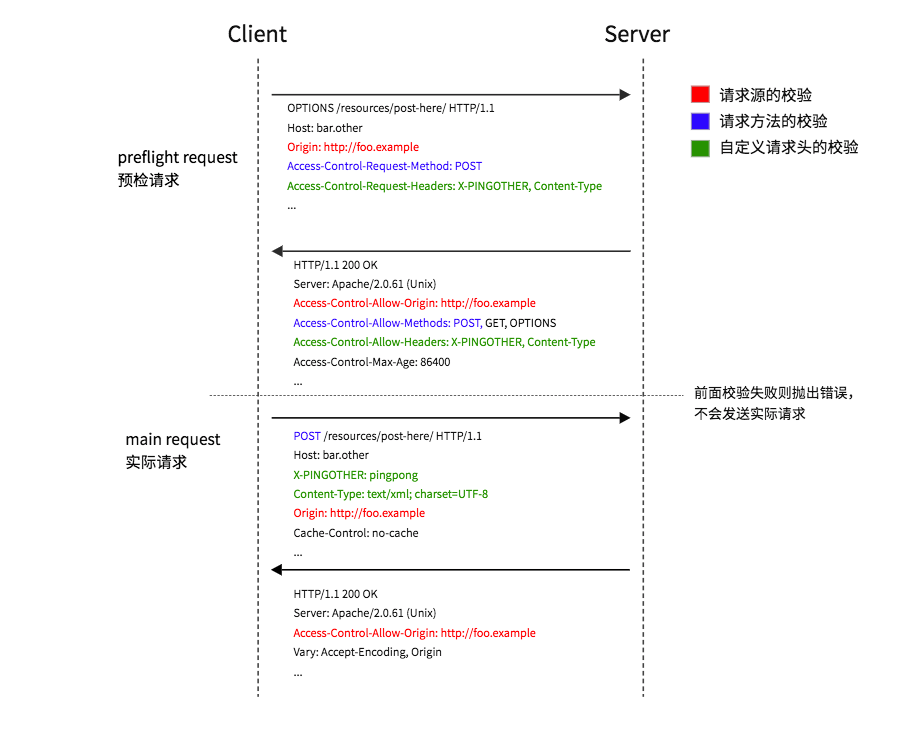 Client
Server
OPTIONS /resources/post-here/ HTTP/1.1
Host: bar.other
Origin: http://foo.example
Access-Control-Request-Method: POST
Access-Control-Request-Headers: X-PINGOTHER, Content-Type
...
请求源的校验
请求方法的校验
自定义请求头的校验
preflight request
预检请求
HTTP/1.1 200 OK
Server: Apache/2.0.61 (Unix)
Access-Control-Allow-Origin: http://foo.example
Access-Control-Allow-Methods: POST, GET, OPTIONS
Access-Control-Allow-Headers: X-PINGOTHER, Content-Type
Access-Control-Max-Age: 86400
...
前面校验失败则抛出错误，
不会发送实际请求
main request
实际请求
POST /resources/post-here/ HTTP/1.1
Host: bar.other
X-PINGOTHER: pingpong
Content-Type: text/xml; charset=UTF-8
Origin: http://foo.example
Cache-Control: no-cache
...
HTTP/1.1 200 OK
Server: Apache/2.0.61 (Unix)
Access-Control-Allow-Origin: http://foo.example
Vary: Accept-Encoding, Origin
...